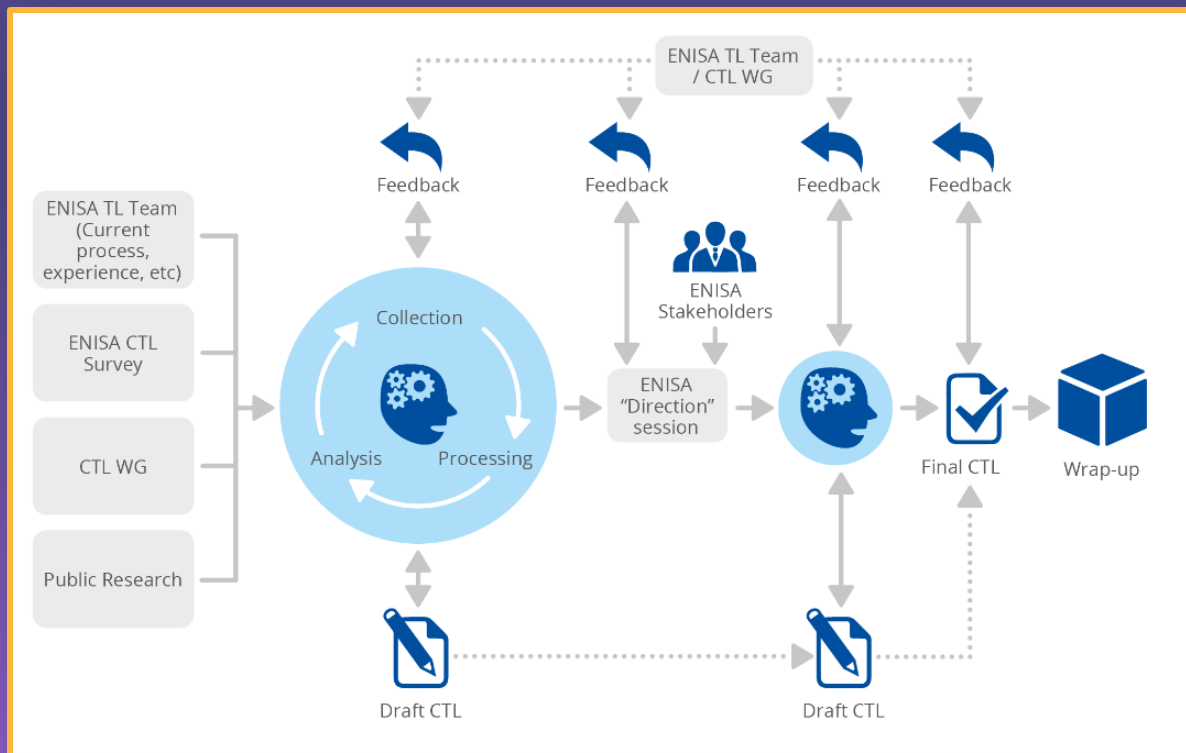 ENISA TL Team
/ CTL WG
Feedback
Feedback
Feedback
Feedback
ENISA TL Team
(Current
process,
experience, etc)
ENISA CTL
Survey
CTL WG
Public Research
Collection
Analysis
Processing
ENISA
Stakeholders
ENISA
“Direction”
session
Final CTL
Wrap-up
Draft CTL
Draft CTL